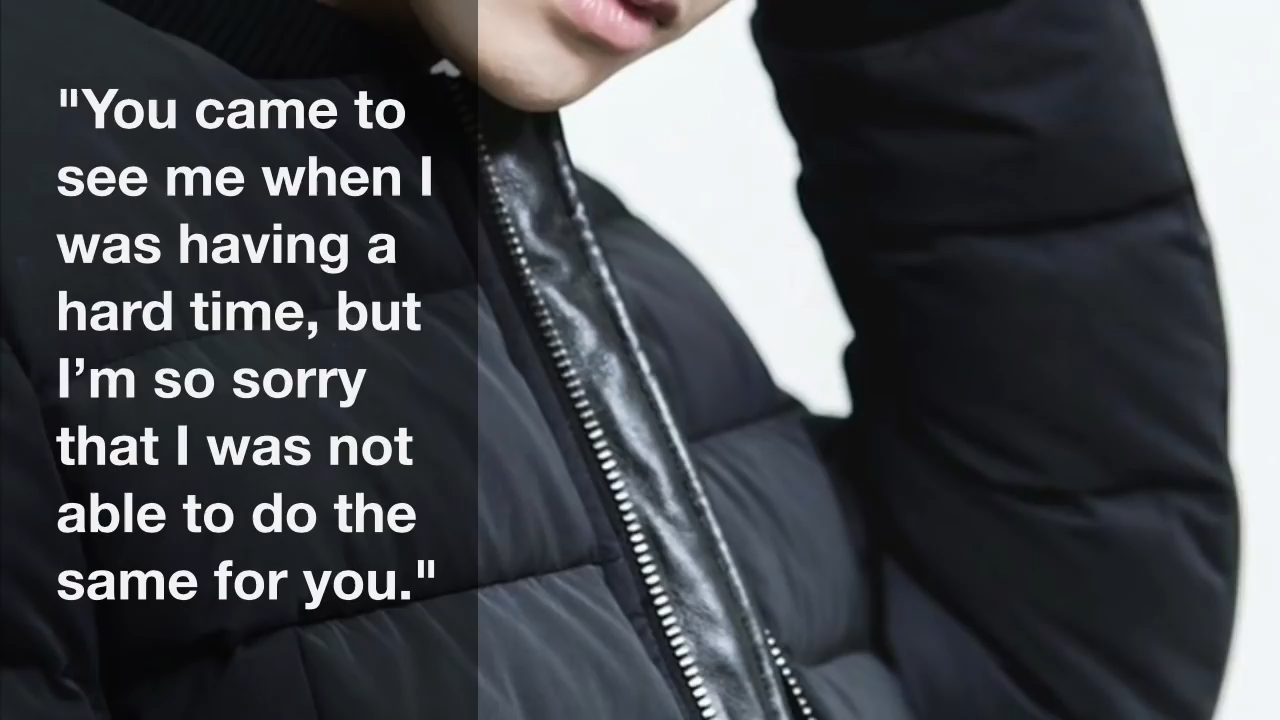 "You came to
see me when I
was having a
hard time, but
I’m so sorry
that I was not
able to do the
same for you."